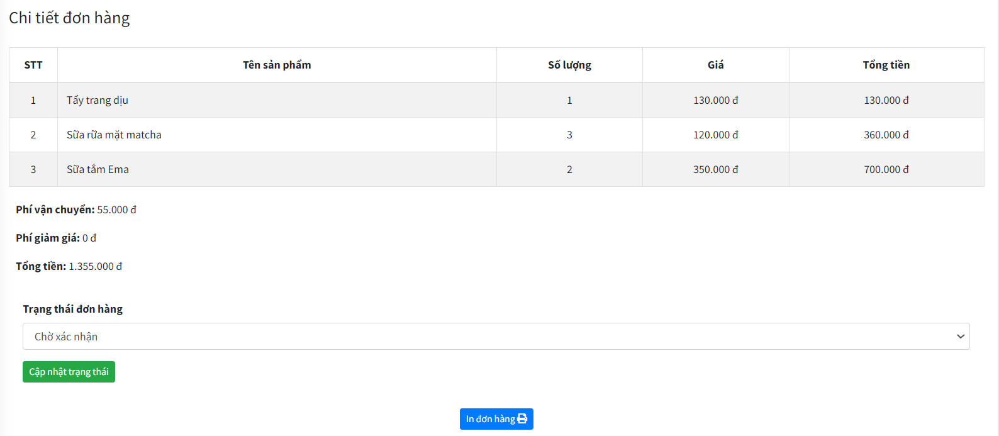 Chi tiết đơn hàng
STT Tên sản phẩm Số lượng Giá Tổng tiền
1 Tẩy trang dịu 1 130.000 đ 130.000 đ
2 Sữa rữa mặt matcha 3 120.000 đ 360.000 đ
3 Sữa tắm Ema 2 350.000 đ 700.000 đ
Phí vận chuyển: 55.000 đ
Phí giảm giá: 0 đ
Tổng tiền: 1.355.000 đ
Trạng thái đơn hàng
Chờ xác nhận
Cập nhật trạng thái
In đơn hàng